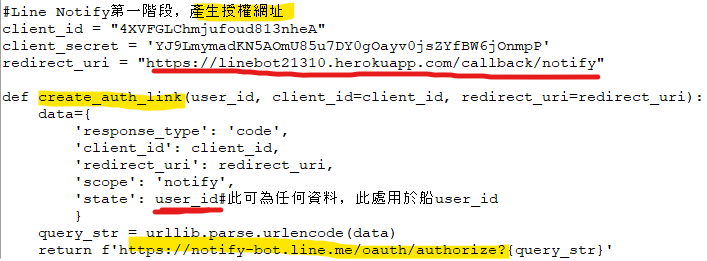 #Line Notify第一階段，產生授權網址
client_id = "4XVFGLChmjufoud813nheA"
client_secret = 'YJ9LmymadKN5AOmU85u7DY0gOayv0jsZYfBW6jOnmpP'
redirect_uri = "https://linebot21310.herokuapp.com/callback/notify"
def create_auth_link(user_id, client_id=client_id, redirect_uri=redirect_uri):
data={
'response_type': 'code',
'client_id': client_id,
'redirect_uri': redirect_uri,
'scope': 'notify',
'state': user_id#此可為任何資料，此處用於船user_id
}
query_str = urllib.parse.urlencode(data)
return f'https://notify-bot.line.me/oauth/authorize?{query_str}'